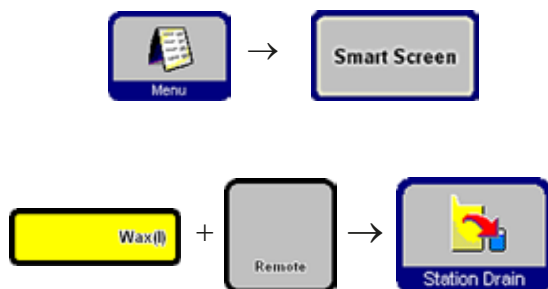 Menu → Smart Screen
Wax(I) + Remote → Station Drain